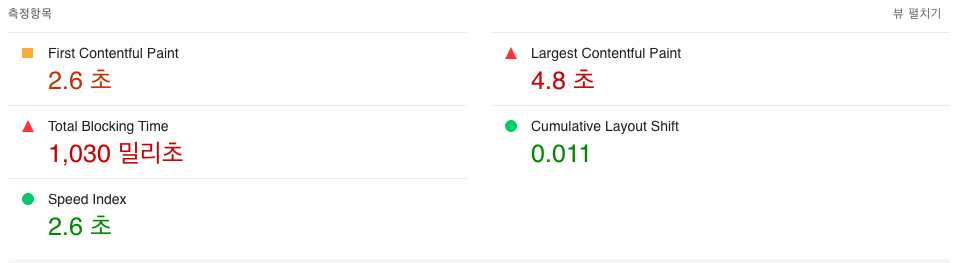 측정항목
뷰 펼치기
First Contentful Paint
2.6 초
Largest Contentful Paint
4.8 초
Total Blocking Time
1,030 밀리초
Cumulative Layout Shift
0.011
Speed Index
2.6 초